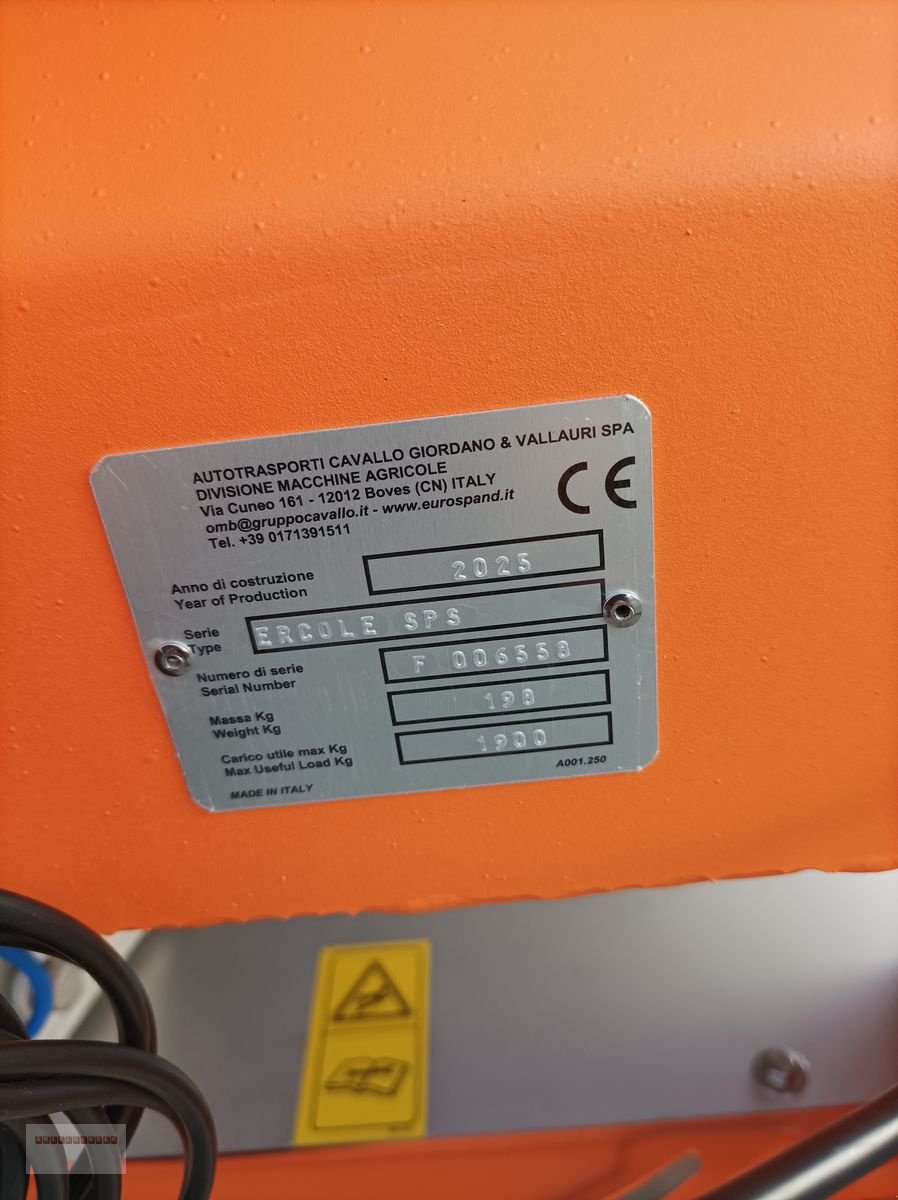 AUTOTRASPORTI CAVALLO GIORDANO & VALLAURI SPA
DIVISIONE MACCHINE AGRICOLE
Via Cuneo 161 - 12012 Boves (CN) ITALY
omb@gruppocavallo.it - www.eurospand.it
Tel. +39 0171391511
CE
Anno di costruzione
Year of Production
2025
Serie
Type
ERCOLE SPS
Numero di serie
Serial Number
F 006558
Massa Kg
Weight Kg
198
Carico utile max Kg
Max Useful Load Kg
1900
MADE IN ITALY
A001.250